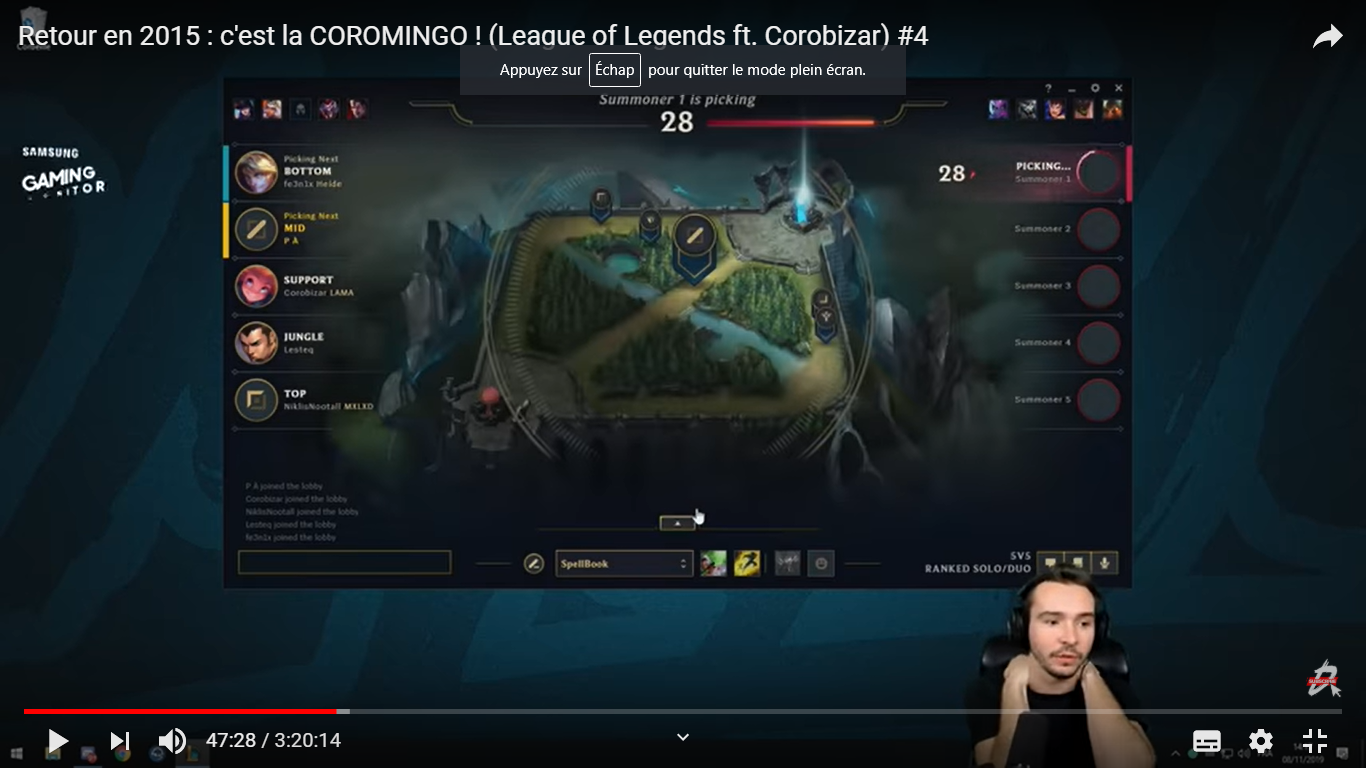 Retour en 2015 : c'est la COROMINGO ! (League of Legends ft. Corobizar) #4
Appuyez sur Échap pour quitter le mode plein écran.
Summoner 1 is picking
28
SAMSUNG
GAMING
Picking Next
BOTTOM
fe3n1x Heide
Picking Next
MID
P À
SUPPORT
Corobizar LAMA
JUNGLE
Lesteq
TOP
NiklisNootall MXLXD
28
PICKING...
Summoner 1
Summoner 2
Summoner 3
Summoner 4
Summoner 5
P À joined the lobby
Corobizar joined the lobby
NiklisNootall joined the lobby
Lesteq joined the lobby
fe3n1x joined the lobby
SpellBook
5V5
RANKED SOLO/DUO
SUBSCRIBE
47:28 / 3:20:14
08/11/2019